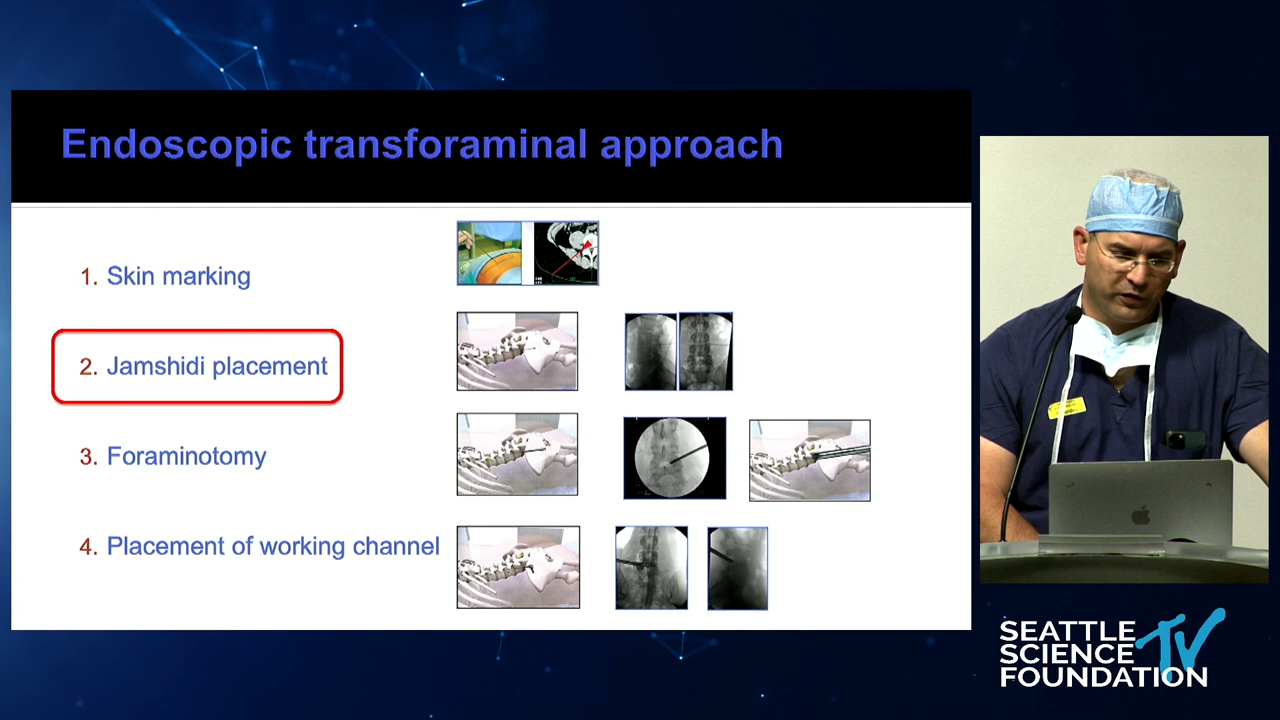 Endoscopic transforaminal approach
1. Skin marking
2. Jamshidi placement
3. Foraminotomy
4. Placement of working channel
SEATTLE
SCIENCE
FOUNDATION
TV